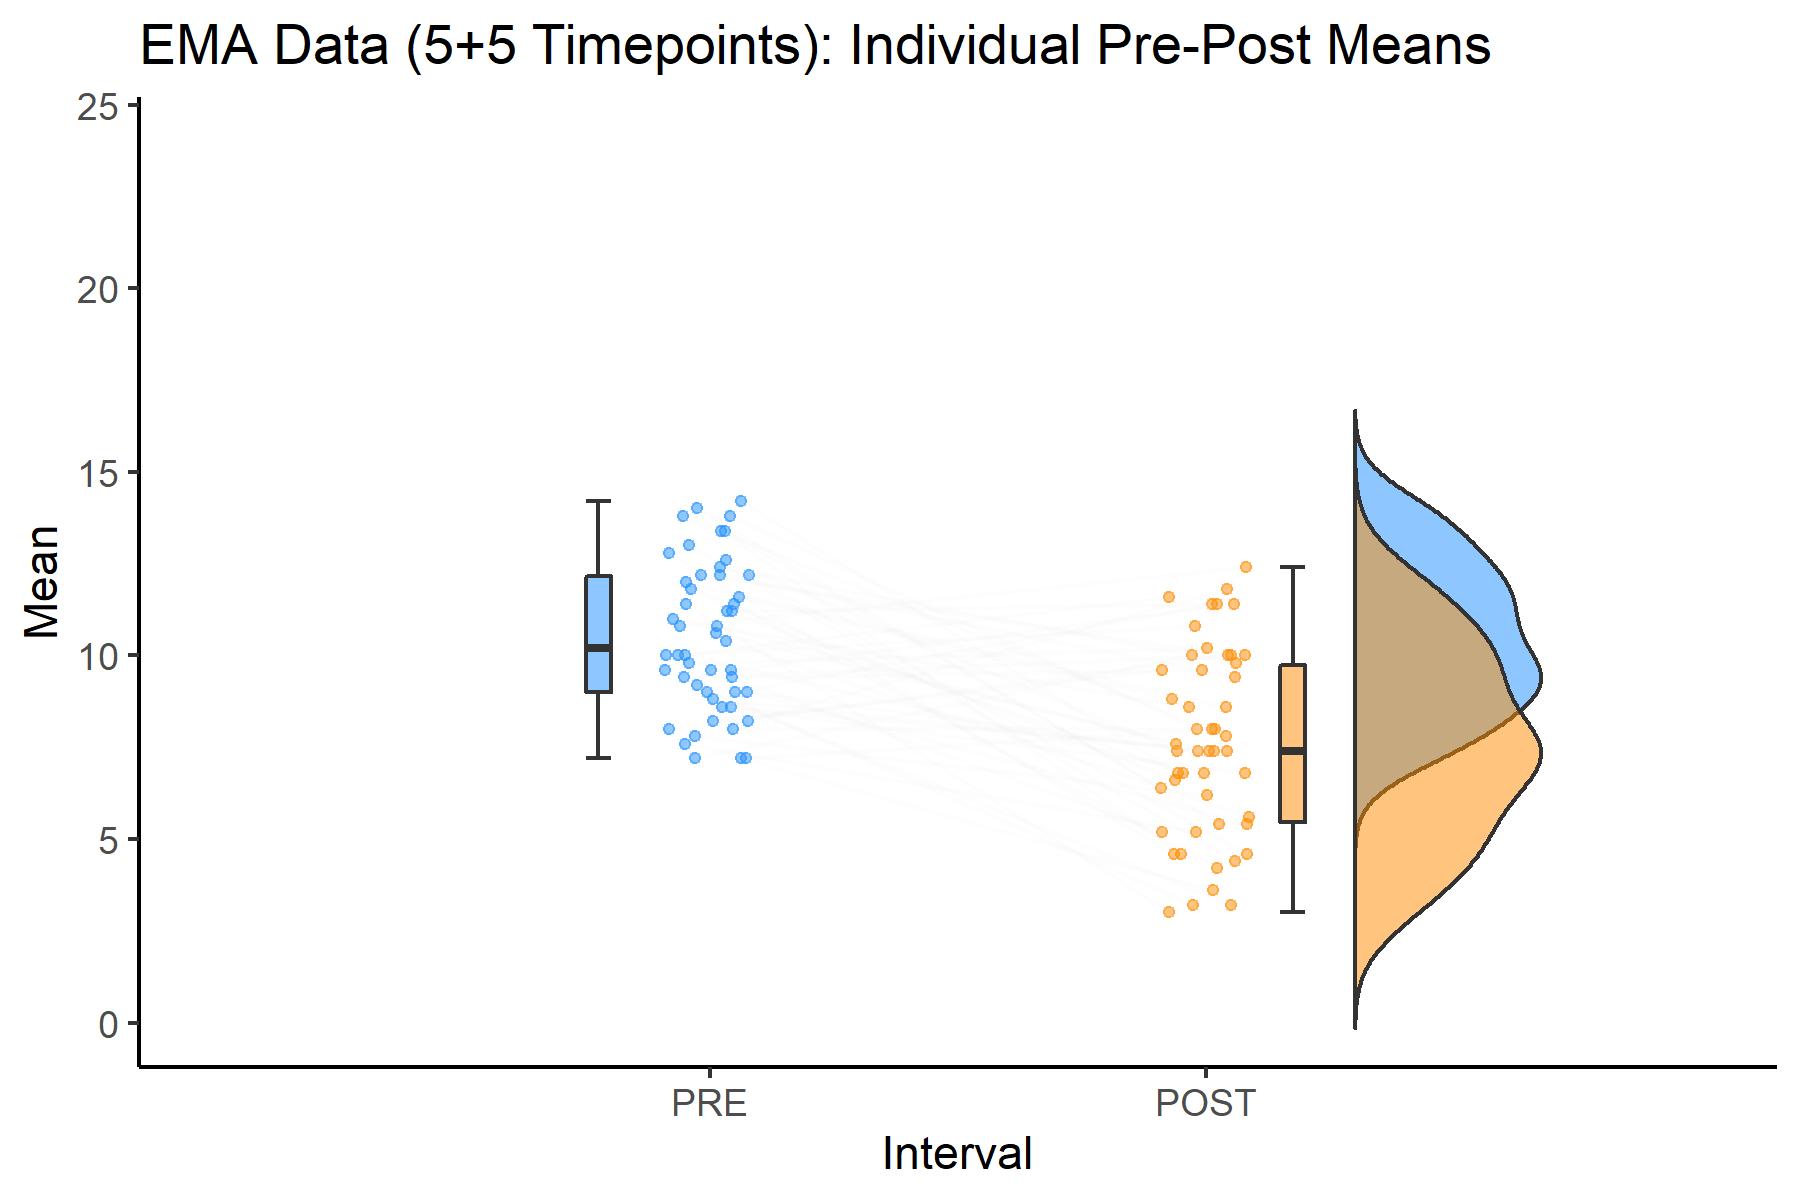 EMA Data (5+5 Timepoints): Individual Pre-Post Means
25
20
15
10
5
0
Mean
PRE
POST
Interval